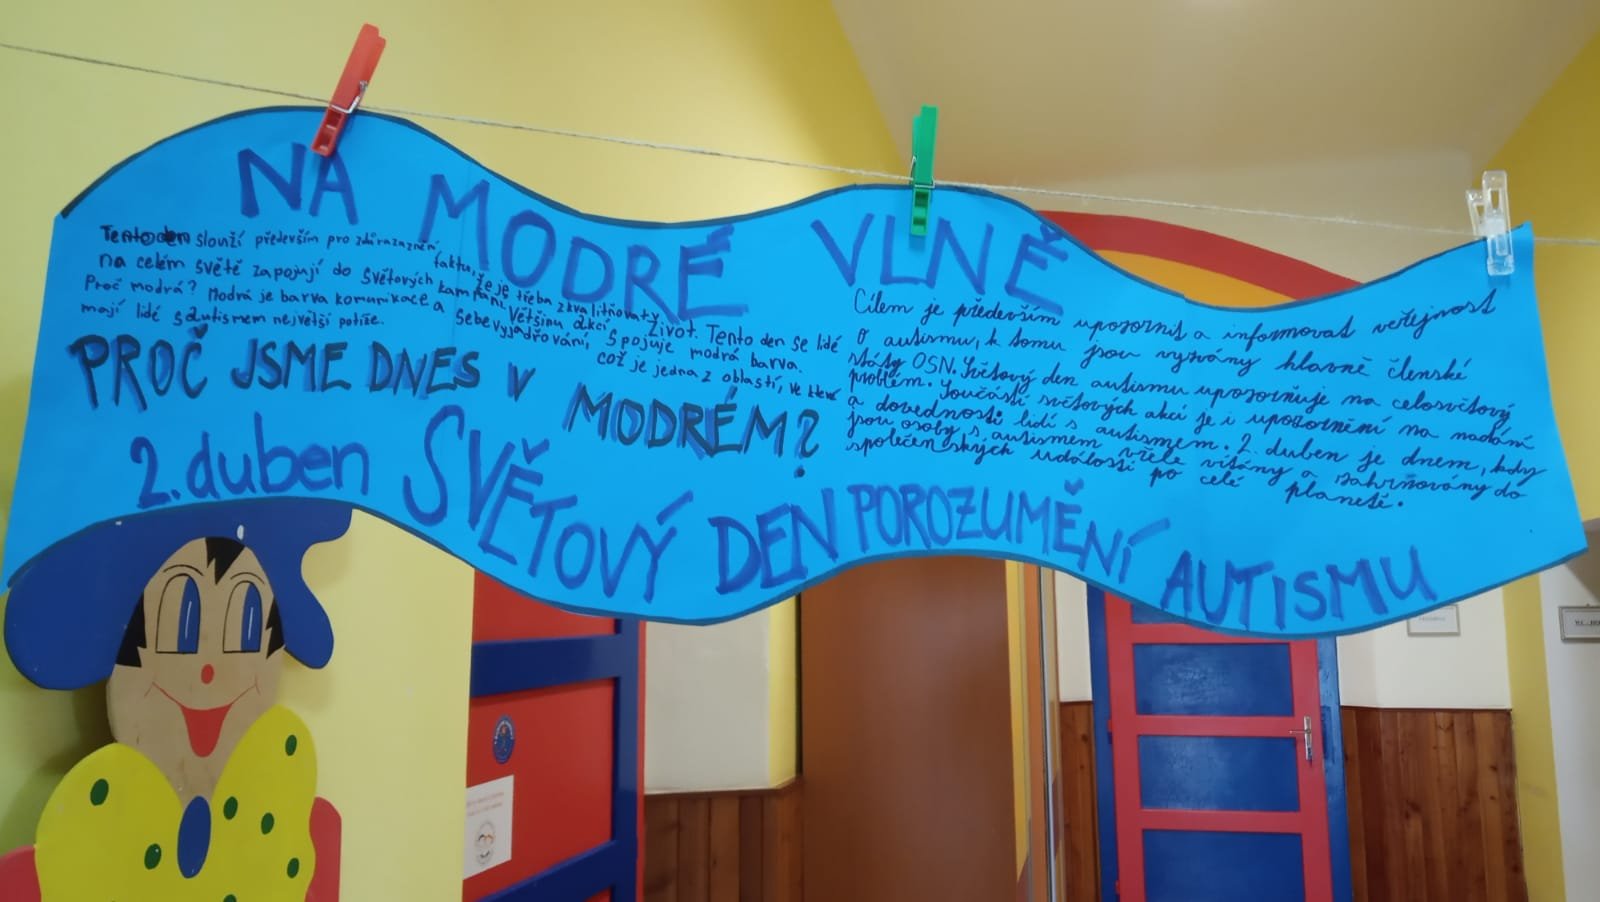 NA MODRÉ VLNĚ
Tento den slouží především pro zdůrazaznění faktu, že je třeba zkvalitňovaty život. Tento den se lidé
na celém světě zapojují do světových kampaní. Většinu akcí spojuje modrá barva.
Proč modrá? Modrá je barva komunikace a sebevyjadřování, což je jedna z oblastí, ve které
mají lidé s autismem největší potíže.
PROČ JSME DNES V MODRÉM?
2. duben SVĚTOVÝ DEN POROZUMĚNÍ AUTISMU
Cílem je především upozornit a informovat veřejnost
o autismu, k tomu jsou vyzvány hlavně členské
státy OSN. Světový den autismu upozorňuje na celosvětový
problém. Součástí světových akcí je i upozornění na nadání
a dovednosti lidí s autismem. 2. duben je dnem, kdy
jsou osoby s autismem vřele vítány a zahrňovány do
společenských událostí po celé planetě.